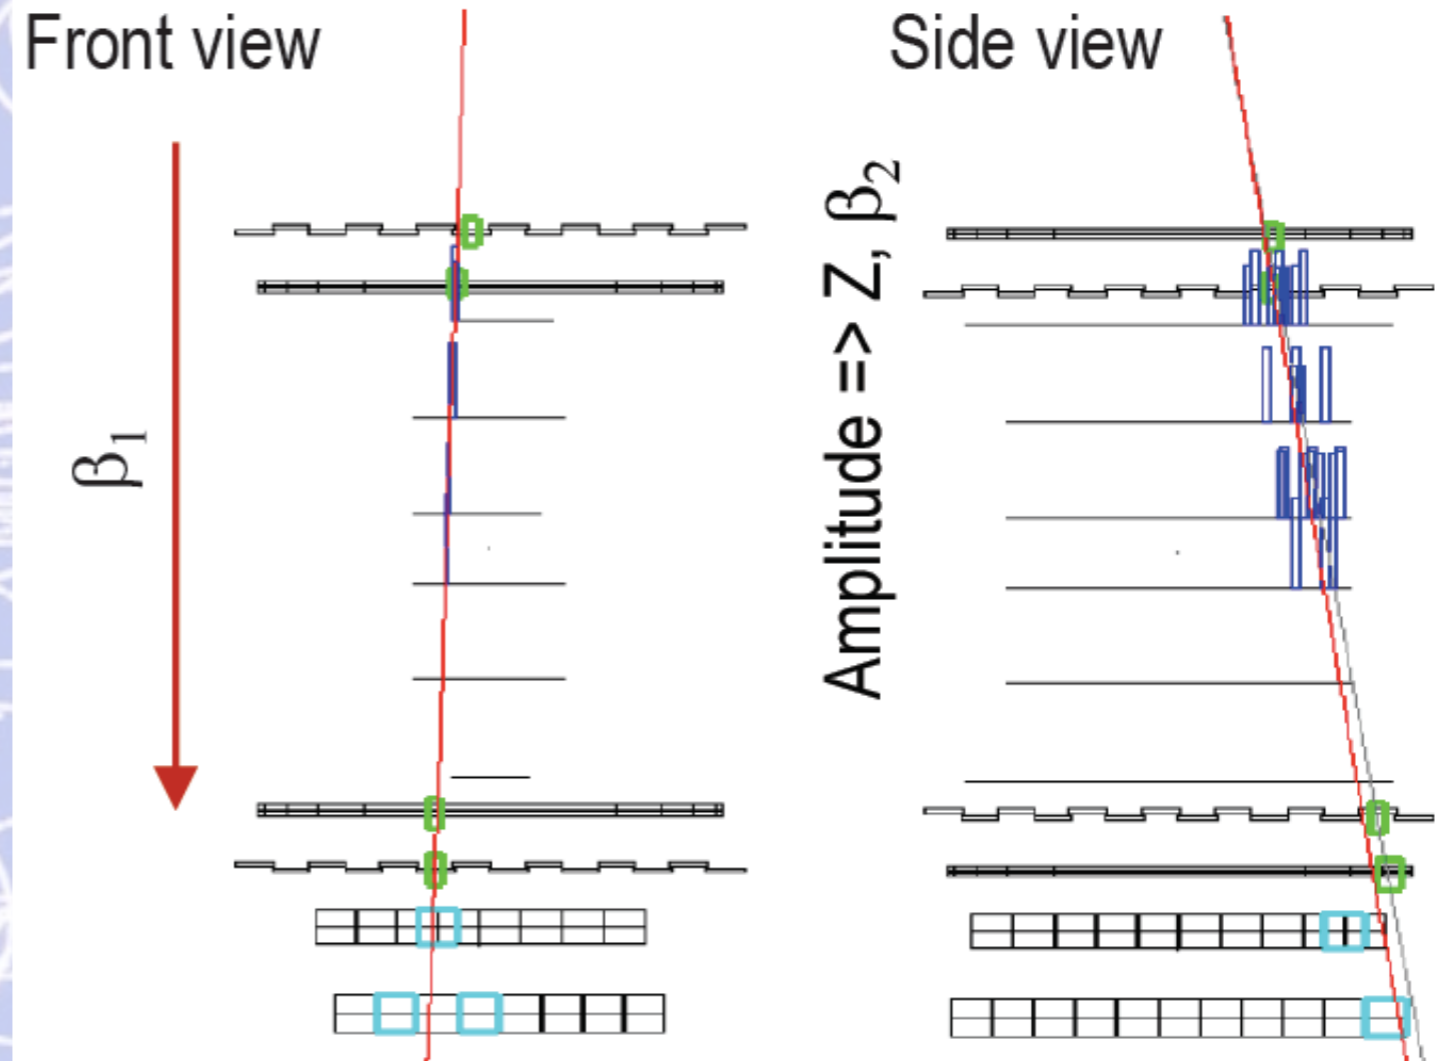 Front view
Side view
β1
Amplitude => Z, β2